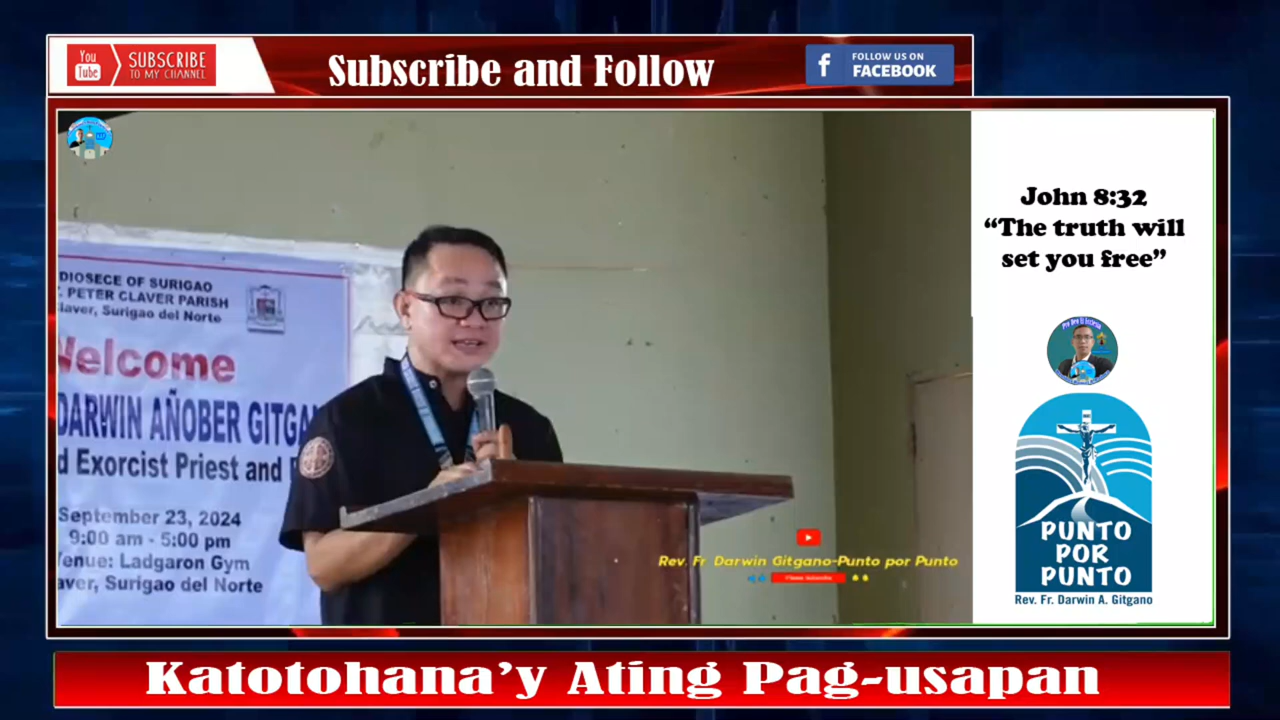 You
Tube
SUBSCRIBE
TO MY CHANNEL
Subscribe and Follow
f
FOLLOW US ON
FACEBOOK
DIOSECE OF SURIGAO
PETER CLAVER PARISH
laver, Surigao del Norte
Welcome
DARWIN AÑOBER GITGA
d Exorcist Priest and
September 23, 2024
9:00 am - 5:00 pm
Venue: Ladgaron Gym
aver, Surigao del Norte
Rev. Fr. Darwin Gitgano-Punto por Punto
John 8:32
“The truth will
set you free”
PUNTO
POR
PUNTO
Rev. Fr. Darwin A. Gitgano
Katotohana’y Ating Pag-usapan